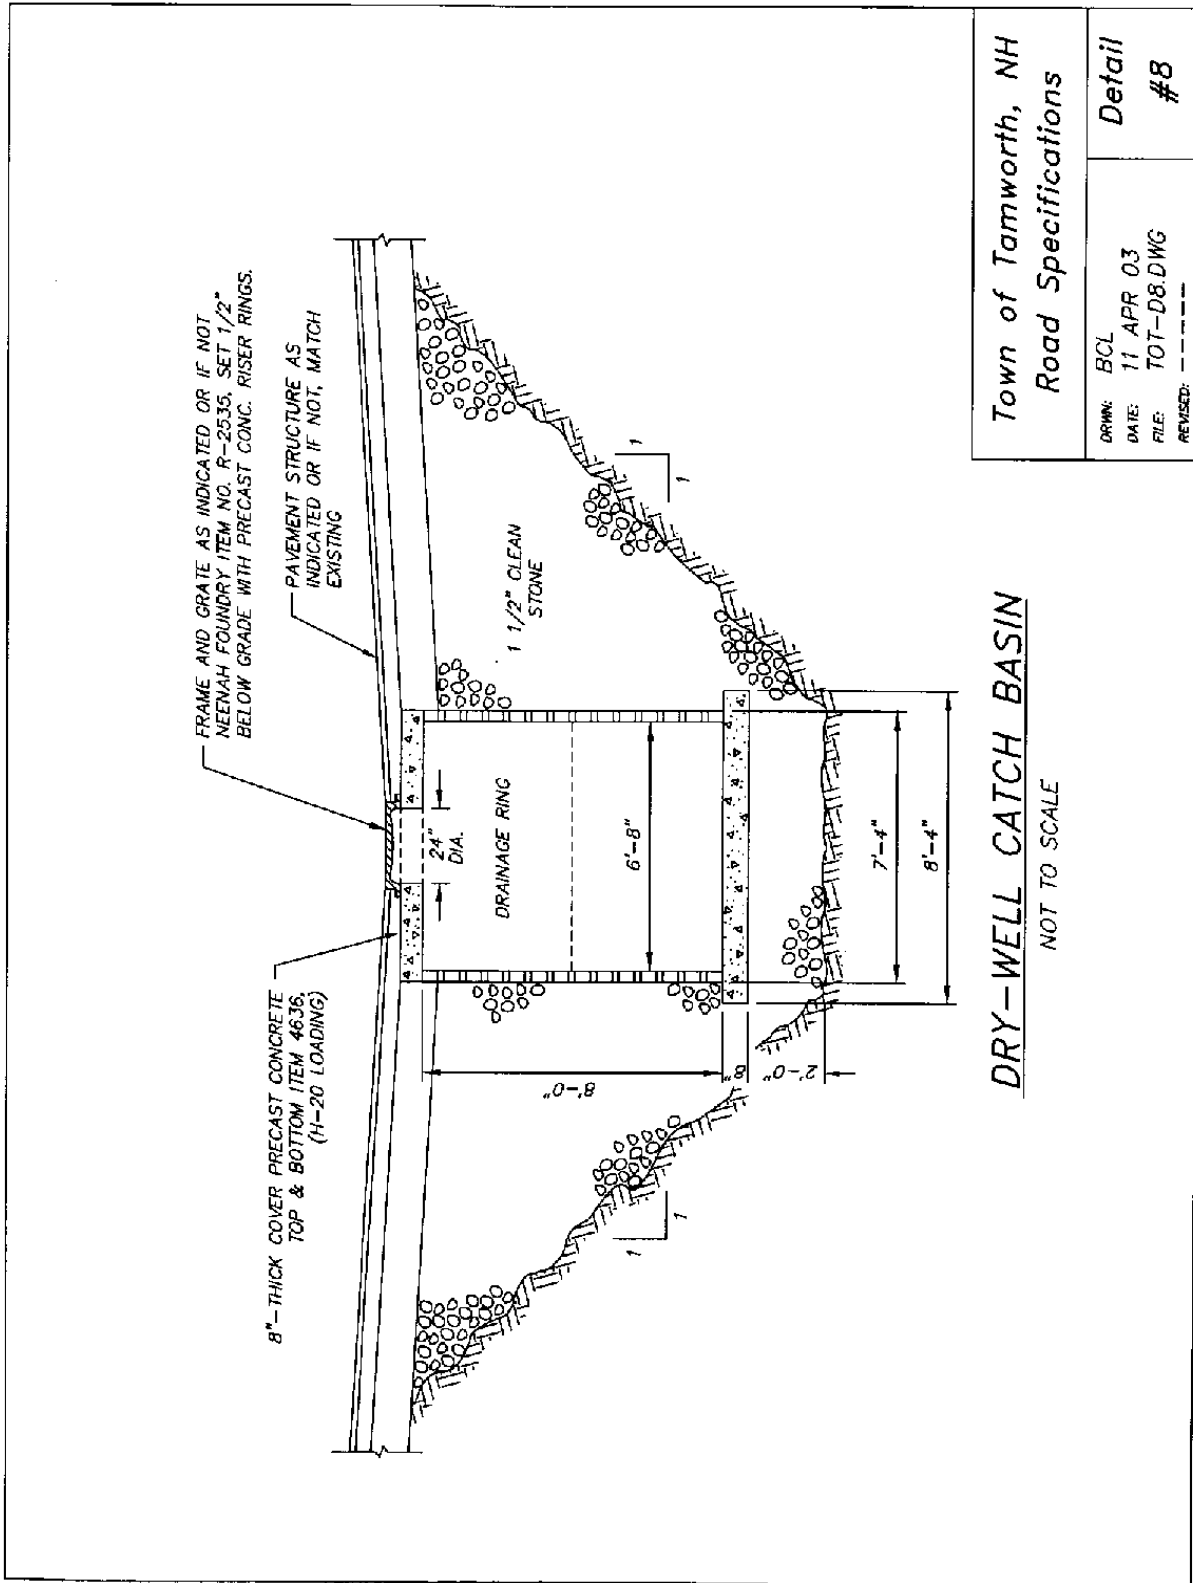 FRAME AND GRATE AS INDICATED OR IF NOT
NEENAH FOUNDRY ITEM NO. R-2535, SET 1/2"
BELOW GRADE WITH PRECAST CONC. RISER RINGS.
8"-THICK COVER PRECAST CONCRETE
TOP & BOTTOM ITEM 4636,
(H-20 LOADING)
PAVEMENT STRUCTURE AS
INDICATED OR IF NOT, MATCH
EXISTING
24"
DIA.
DRAINAGE RING
1 1/2" CLEAN
STONE
8'-0"
6'-8"
1
1
1
1
8"
2'-0"
7'-4"
8'-4"
DRY-WELL CATCH BASIN
NOT TO SCALE
Town of Tamworth, NH
Road Specifications
DRWN: BCL
DATE: 11 APR 03
FILE: TOT-D8.DWG
REVISED: -----
Detail
#8